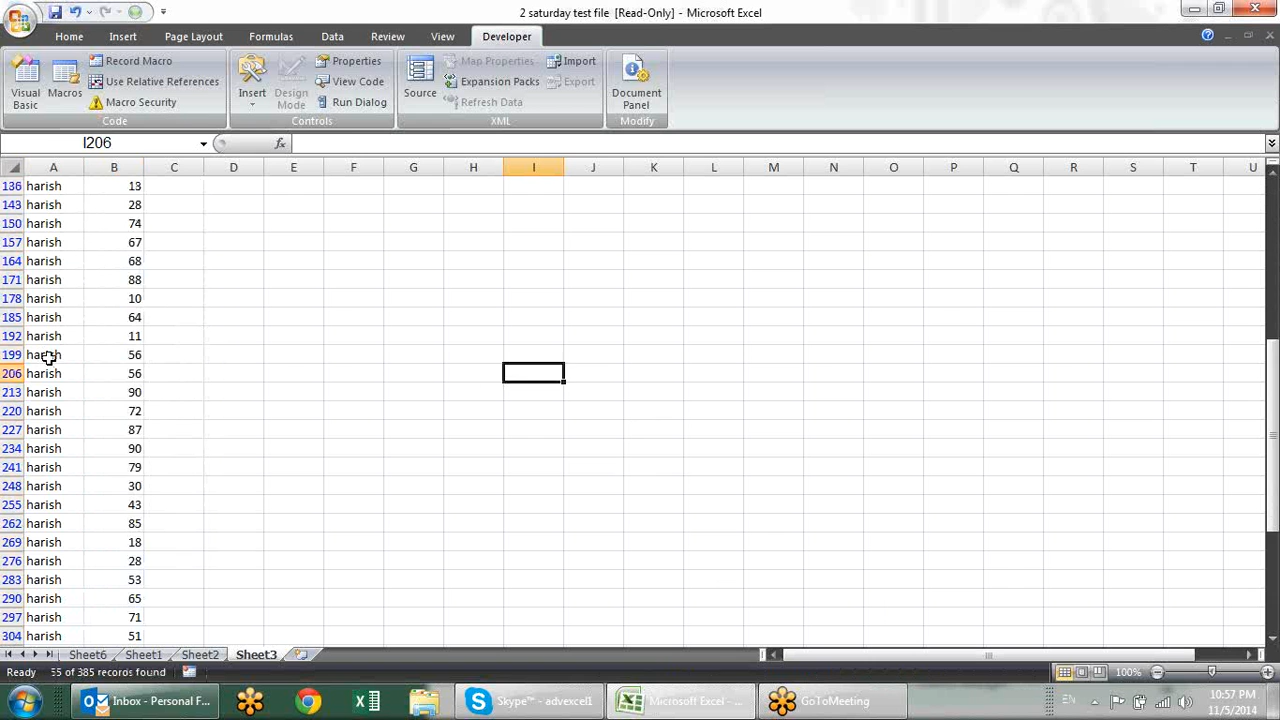 2 saturday test file [Read-Only] - Microsoft Excel
Home Insert Page Layout Formulas Data Review View Developer
Visual Basic
Macros
Record Macro
Use Relative References
Macro Security
Code
Insert
Design Mode
Properties
View Code
Run Dialog
Controls
Source
Map Properties
Expansion Packs
Refresh Data
Import
Export
XML
Document Panel
Modify
I206 fx
A B C D E F G H I J K L M N O P Q R S T U
136 harish 13
143 harish 28
150 harish 74
157 harish 67
164 harish 68
171 harish 88
178 harish 10
185 harish 64
192 harish 11
199 harish 56
206 harish 56
213 harish 90
220 harish 72
227 harish 87
234 harish 90
241 harish 79
248 harish 30
255 harish 43
262 harish 85
269 harish 18
276 harish 28
283 harish 53
290 harish 65
297 harish 71
304 harish 51
Sheet6 Sheet1 Sheet2 Sheet3
Ready 55 of 385 records found 100%
Inbox - Personal F... Skype™ - advexcel1 Microsoft Excel - ... GoToMeeting EN 10:57 PM
11/5/2014